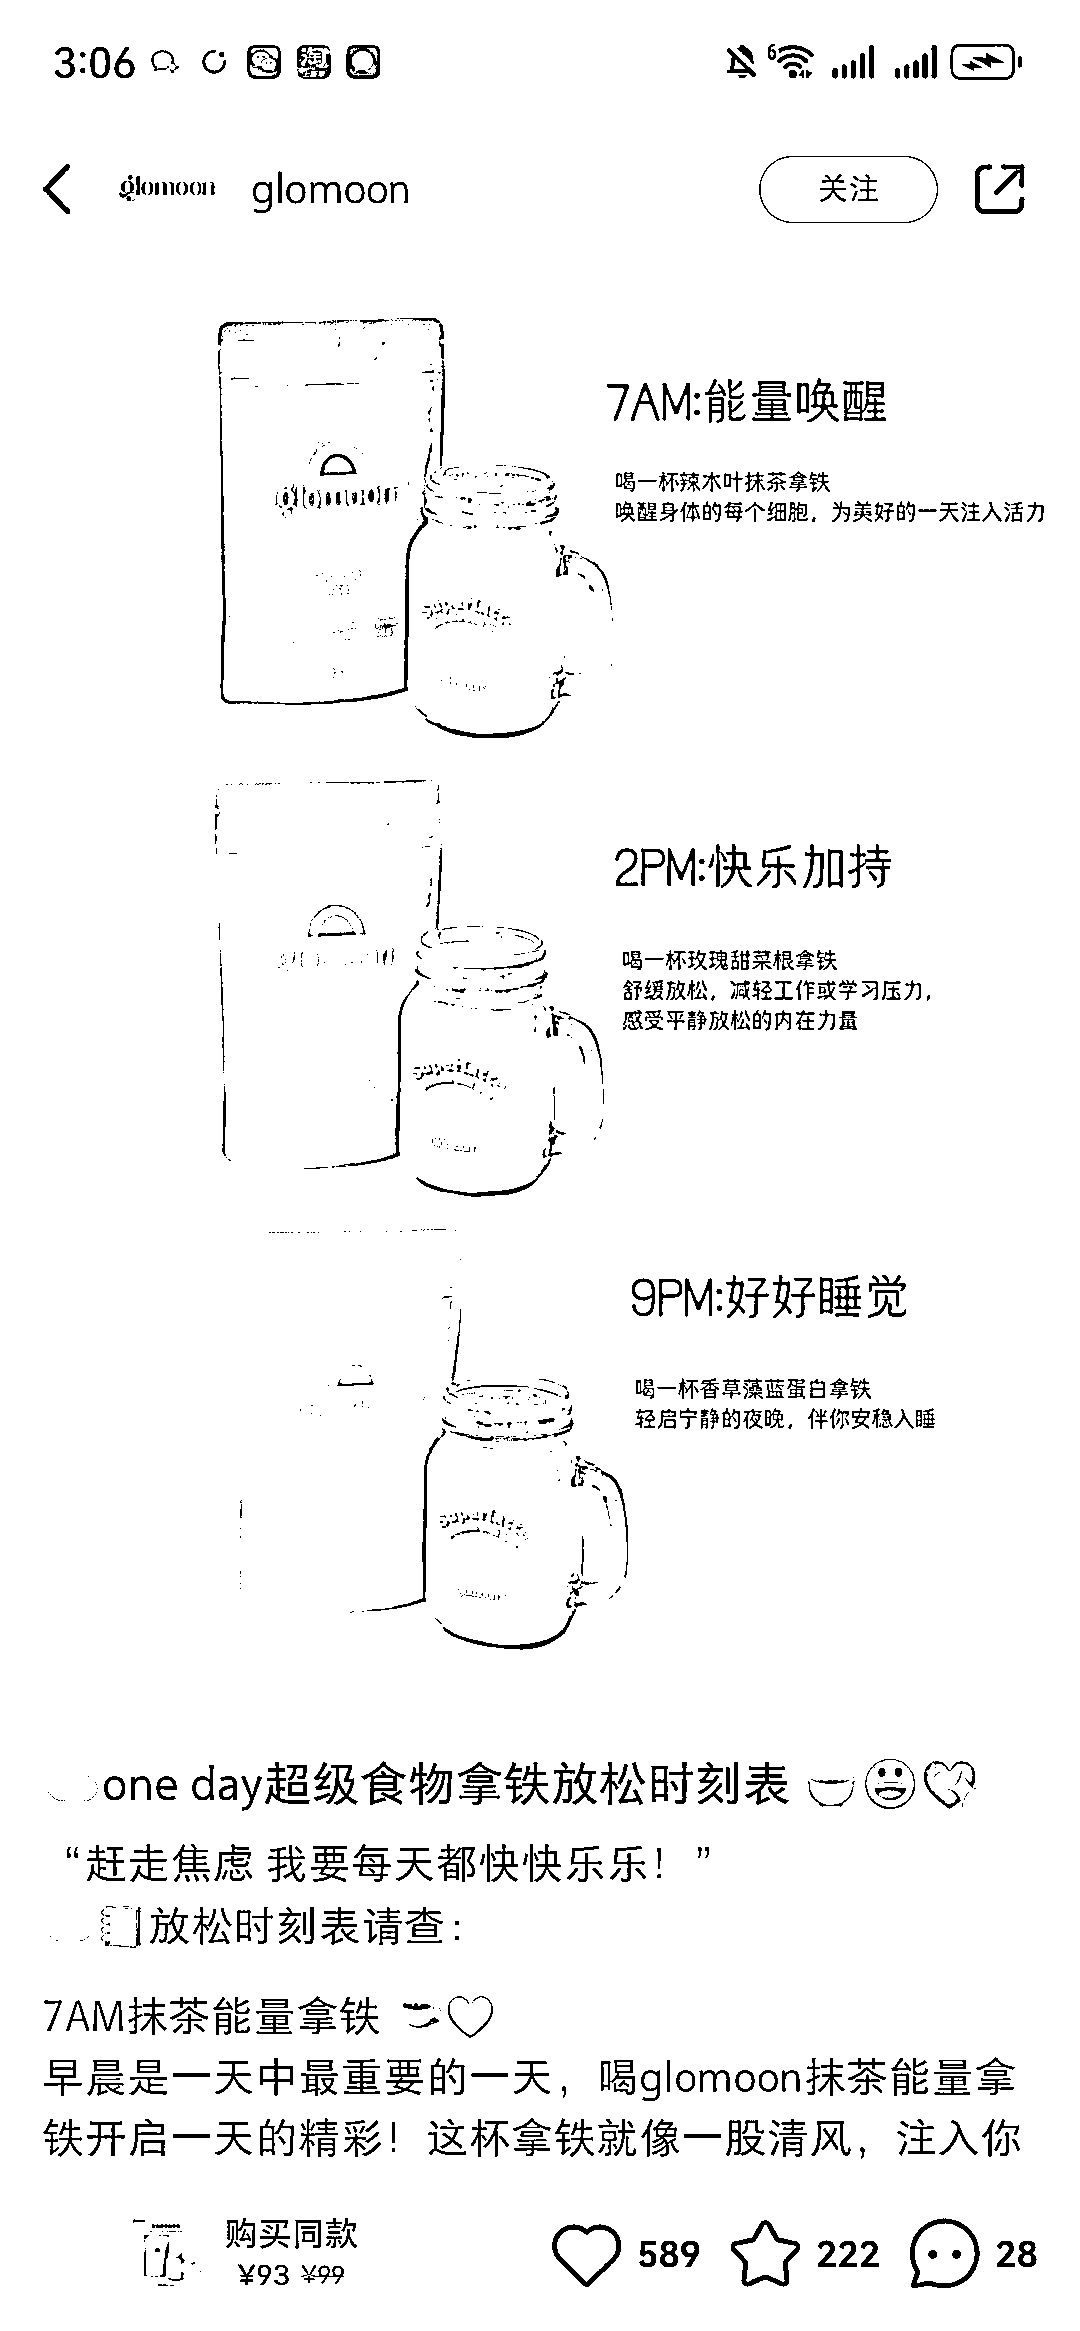 3:06
glomoon glomoon 关注
7AM:能量唤醒
喝一杯辣木叶抹茶拿铁
唤醒身体的每个细胞，为美好的一天注入活力
glomoon
SuperLatte
2PM:快乐加持
喝一杯玫瑰甜菜根拿铁
舒缓放松，减轻工作或学习压力，
感受平静放松的内在力量
SuperLatte
9PM:好好睡觉
喝一杯香草藻蓝蛋白拿铁
轻启宁静的夜晚，伴你安稳入睡
SuperLatte
one day超级食物拿铁放松时刻表
“赶走焦虑 我要每天都快快乐乐！”
放松时刻表请查：
7AM抹茶能量拿铁
早晨是一天中最重要的一天，喝glomoon抹茶能量拿
铁开启一天的精彩！这杯拿铁就像一股清风，注入你
购买同款
¥93 ¥99
589 222 28